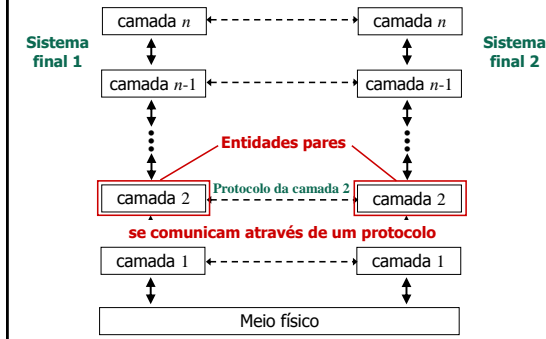 camada n
camada n
Sistema
final 1
Sistema
final 2
camada n-1
camada n-1
Entidades pares
camada 2
Protocolo da camada 2
camada 2
se comunicam através de um protocolo
camada 1
camada 1
Meio físico